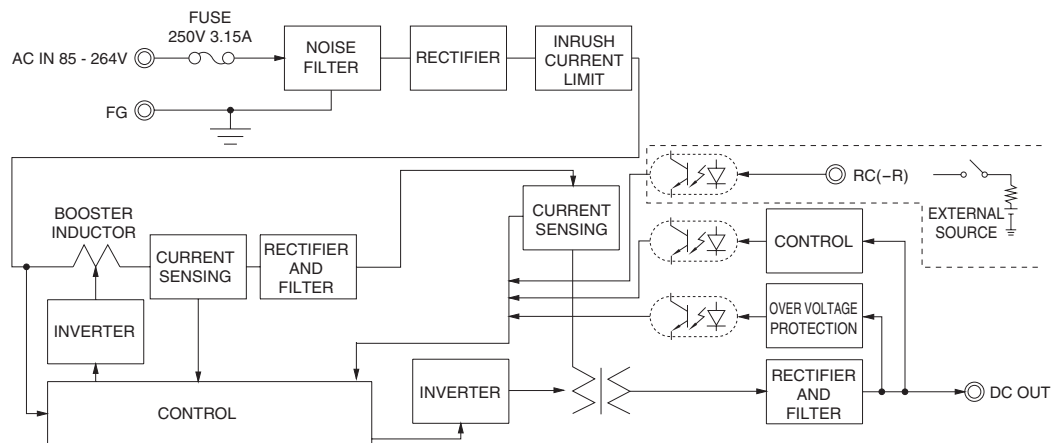 FUSE
250V 3.15A
AC IN 85 - 264V
NOISE
FILTER
RECTIFIER
INRUSH
CURRENT
LIMIT
FG
RC(−R)
EXTERNAL
SOURCE
CURRENT
SENSING
BOOSTER
INDUCTOR
CURRENT
SENSING
RECTIFIER
AND
FILTER
CONTROL
INVERTER
OVER VOLTAGE
PROTECTION
INVERTER
RECTIFIER
AND
FILTER
DC OUT
CONTROL